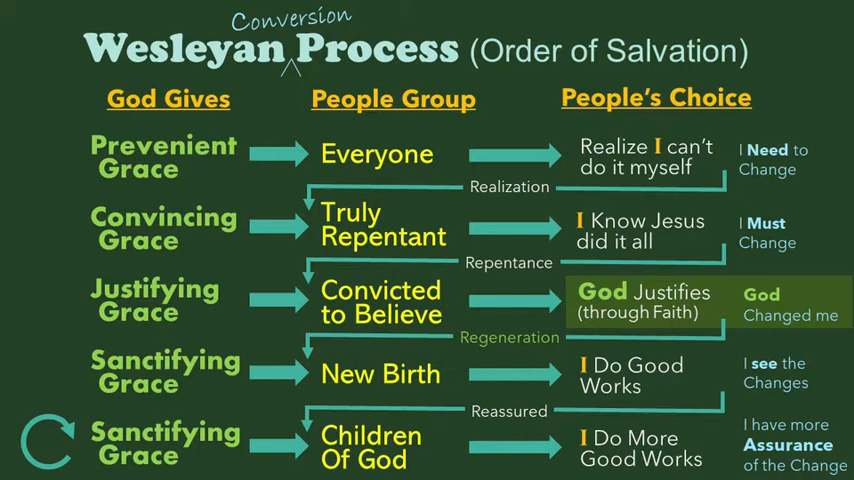 Conversion
Wesleyan Process (Order of Salvation)
God Gives People Group People's Choice
Prevenient
Grace
Everyone
Realize I can't
do it myself
I Need to
Change
Realization
Convincing
Grace
Truly
Repentant
I Know Jesus
did it all
I Must
Change
Repentance
Justifying
Grace
Convicted
to Believe
God Justifies
(through Faith)
God
Changed me
Regeneration
Sanctifying
Grace
New Birth
I Do Good
Works
I see the
Changes
Reassured
Sanctifying
Grace
Children
Of God
I Do More
Good Works
I have more
Assurance
of the Change